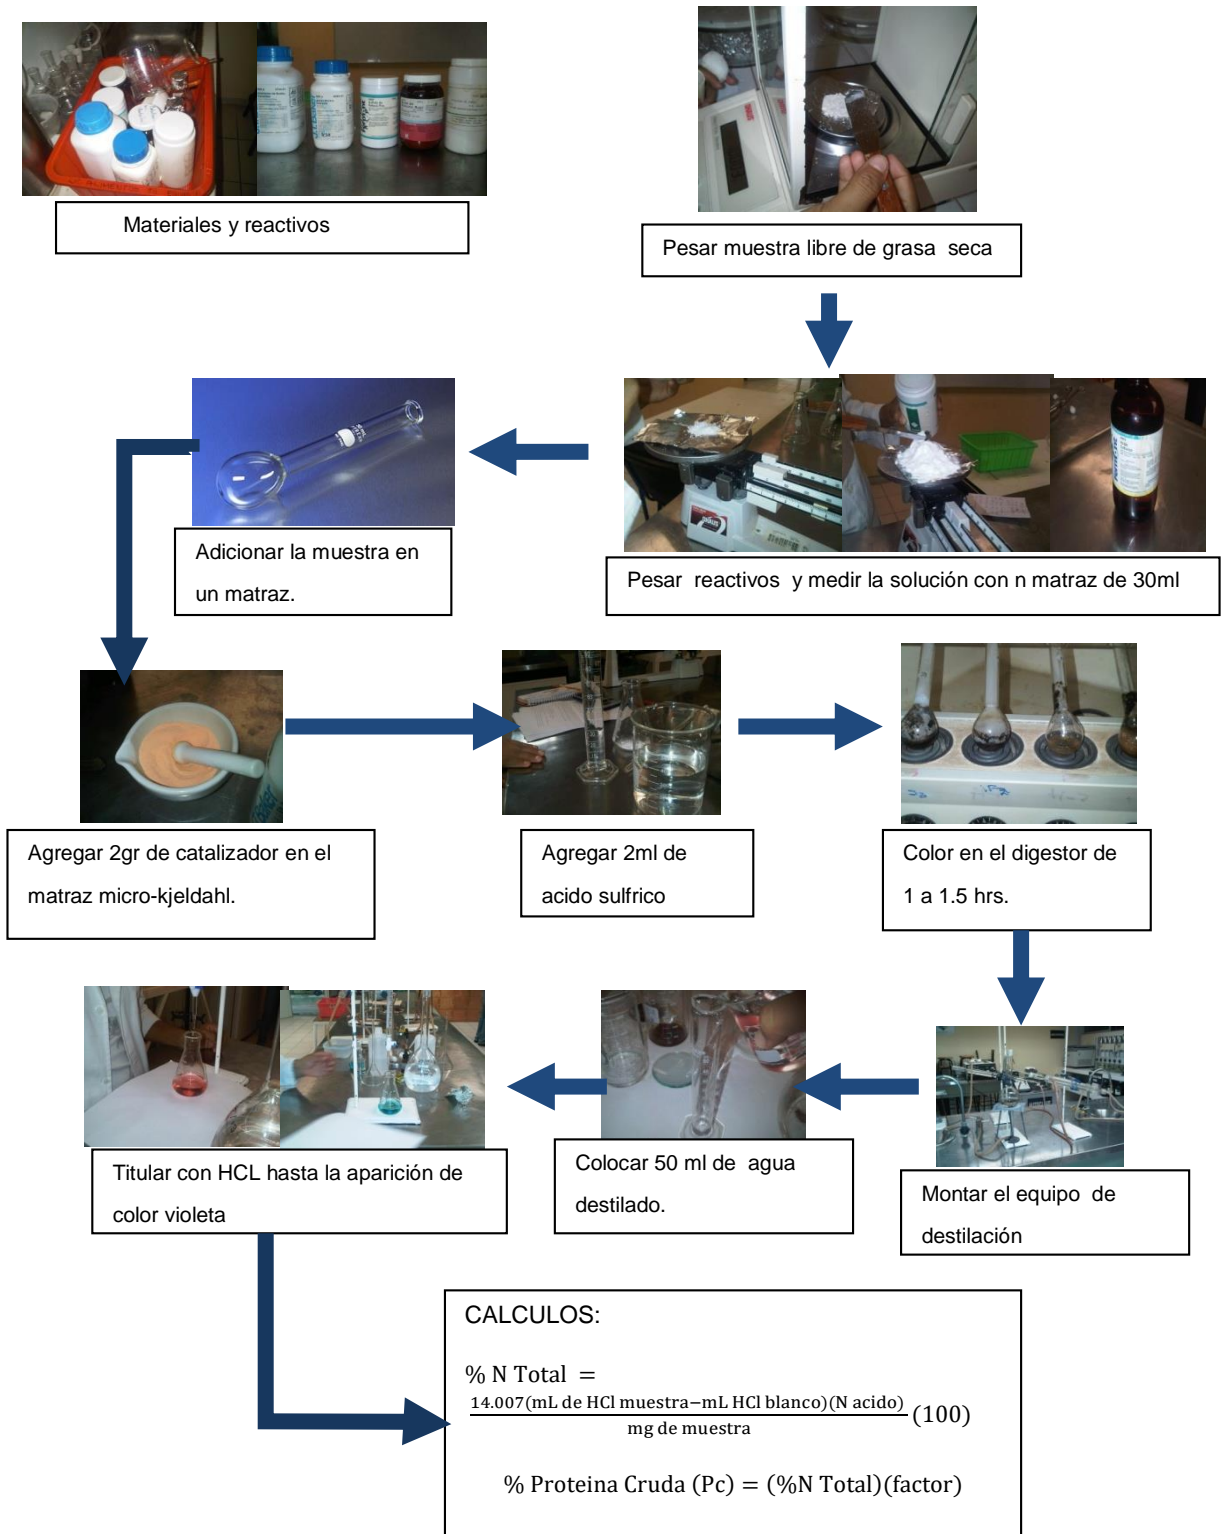 Materiales y reactivos
Pesar muestra libre de grasa  seca
Pesar  reactivos  y medir la solución con n matraz de 30ml
Adicionar la muestra en
un matraz.
Agregar 2gr de catalizador en el
matraz micro-kjeldahl.
Agregar 2ml de
acido sulfrico
Color en el digestor de
1 a 1.5 hrs.
Montar el equipo  de
destilación
Colocar 50 ml de  agua
destilado.
Titular con HCL hasta la aparición de
color violeta
CALCULOS:
% N Total =
14.007(mL de HCl muestra−mL HCl blanco)(N acido)
mg de muestra
(100)
% Proteina Cruda (Pc) = (%N Total)(factor)